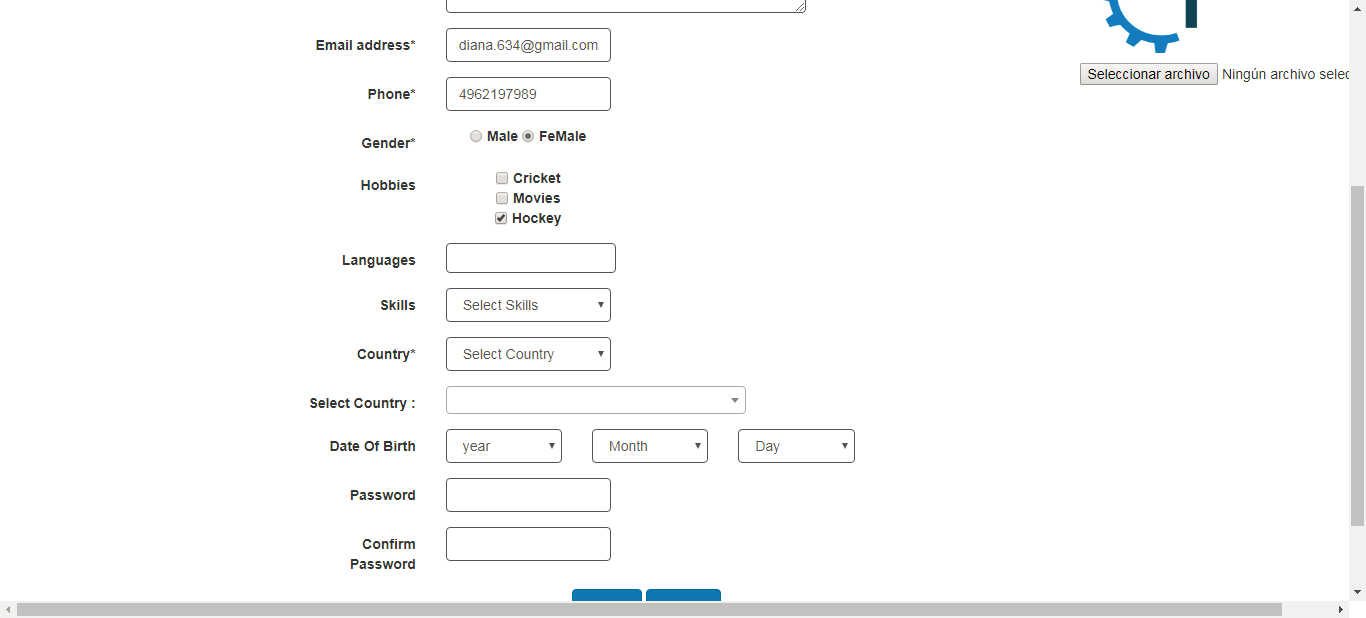 Email address* diana.634@gmail.com
Seleccionar archivo Ningún archivo selec
Phone* 4962197989
Gender* Male FeMale
Hobbies Cricket
Movies
Hockey
Languages
Skills Select Skills
Country* Select Country
Select Country :
Date Of Birth year Month Day
Password
Confirm
Password